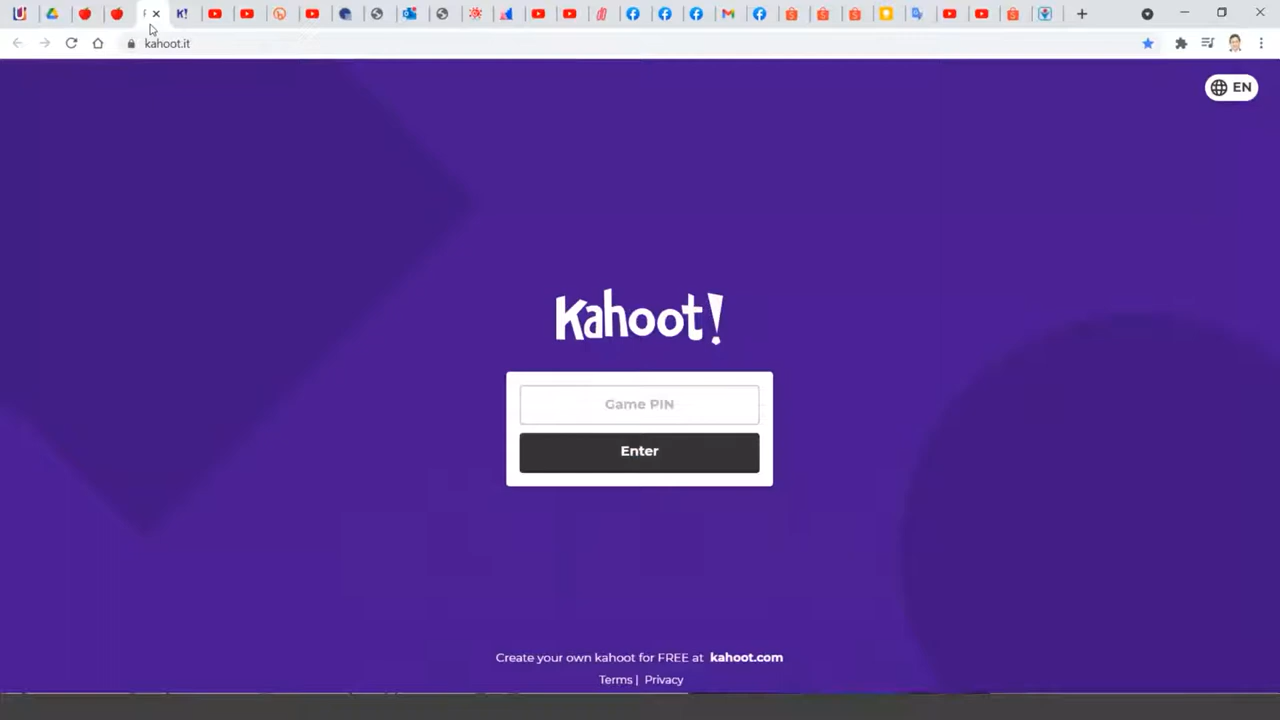 kahoot.it
EN
Kahoot!
Game PIN
Enter
Create your own kahoot for FREE at kahoot.com
Terms | Privacy